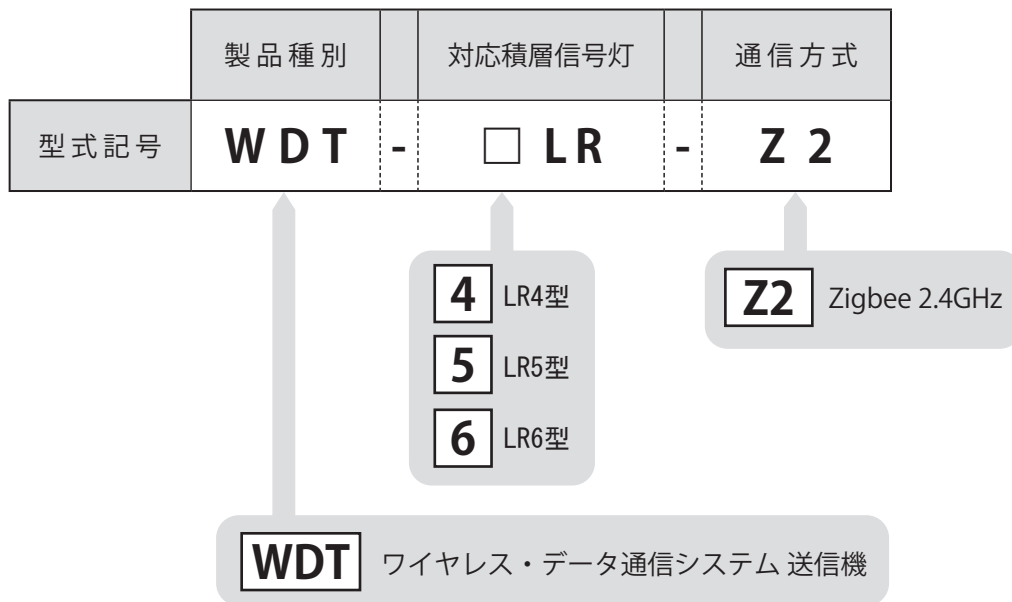 製品種別 対応積層信号灯 通信方式
型式記号 WDT - □LR - Z2
4 LR4型
5 LR5型
6 LR6型
Z2 Zigbee 2.4GHz
WDT ワイヤレス・データ通信システム 送信機